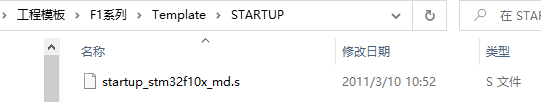 工程模板 > F1系列 > Template > STARTUP
在 STAR
名称 修改日期 类型
startup_stm32f10x_md.s 2011/3/10 10:52 S 文件